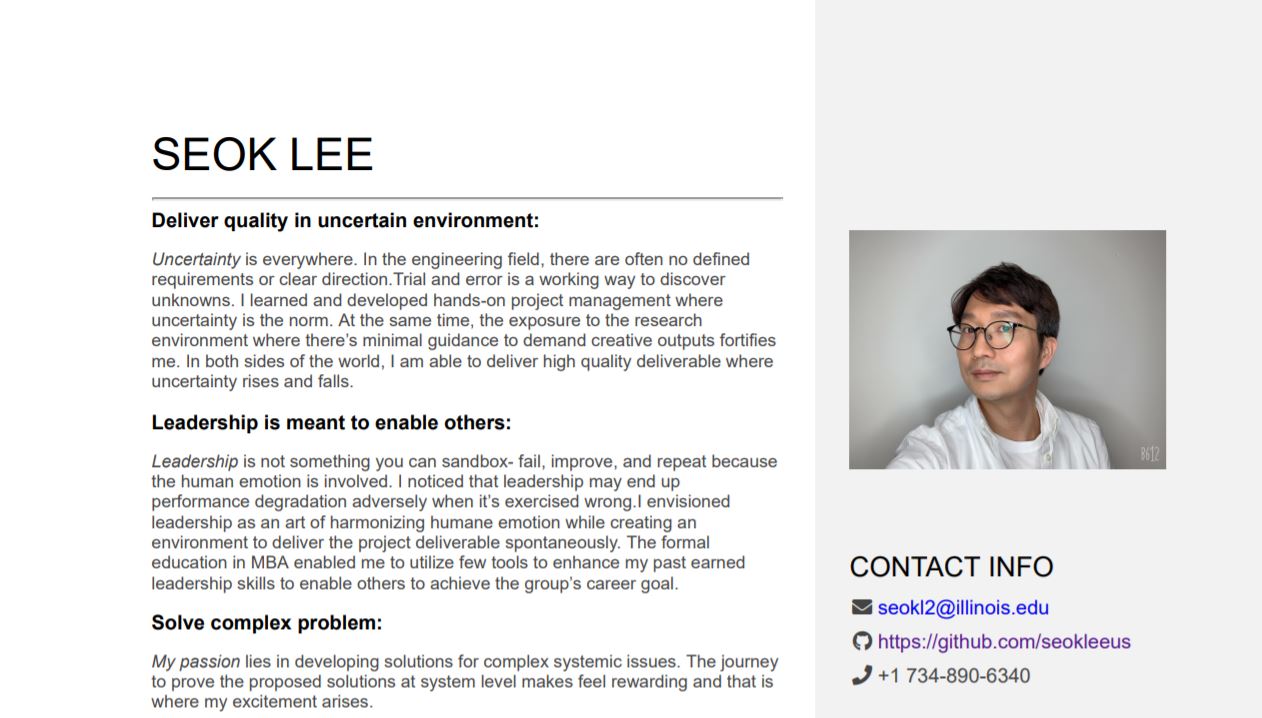 SEOK LEE
Deliver quality in uncertain environment:
Uncertainty is everywhere. In the engineering field, there are often no defined
requirements or clear direction.Trial and error is a working way to discover
unknowns. I learned and developed hands-on project management where
uncertainty is the norm. At the same time, the exposure to the research
environment where there's minimal guidance to demand creative outputs fortifies
me. In both sides of the world, I am able to deliver high quality deliverable where
uncertainty rises and falls.
Leadership is meant to enable others:
Leadership is not something you can sandbox- fail, improve, and repeat because
the human emotion is involved. I noticed that leadership may end up
performance degradation adversely when it's exercised wrong.I envisioned
leadership as an art of harmonizing humane emotion while creating an
environment to deliver the project deliverable spontaneously. The formal
education in MBA enabled me to utilize few tools to enhance my past earned
leadership skills to enable others to achieve the group's career goal.
Solve complex problem:
My passion lies in developing solutions for complex systemic issues. The journey
to prove the proposed solutions at system level makes feel rewarding and that is
where my excitement arises.
B612
CONTACT INFO
seokl2@illinois.edu
https://github.com/seokleeus
+1 734-890-6340